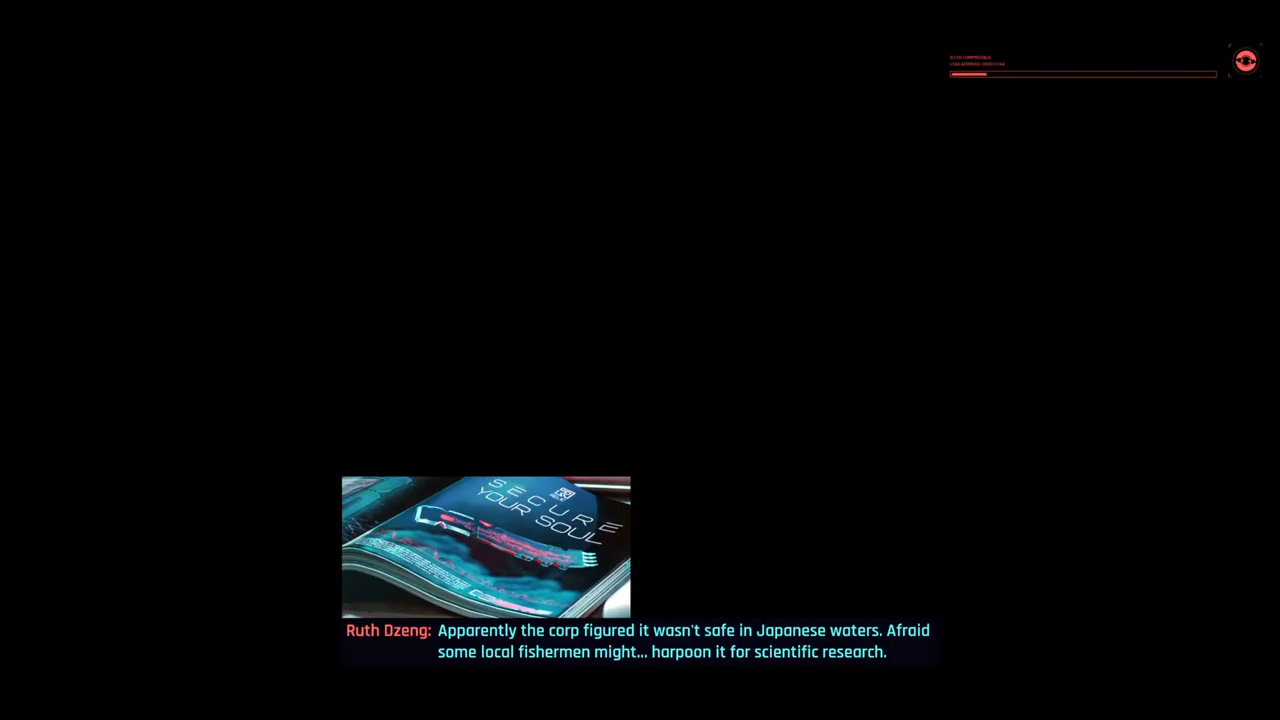 SECURE
YOUR SOUL
Ruth Dzeng: Apparently the corp figured it wasn't safe in Japanese waters. Afraid
some local fishermen might... harpoon it for scientific research.